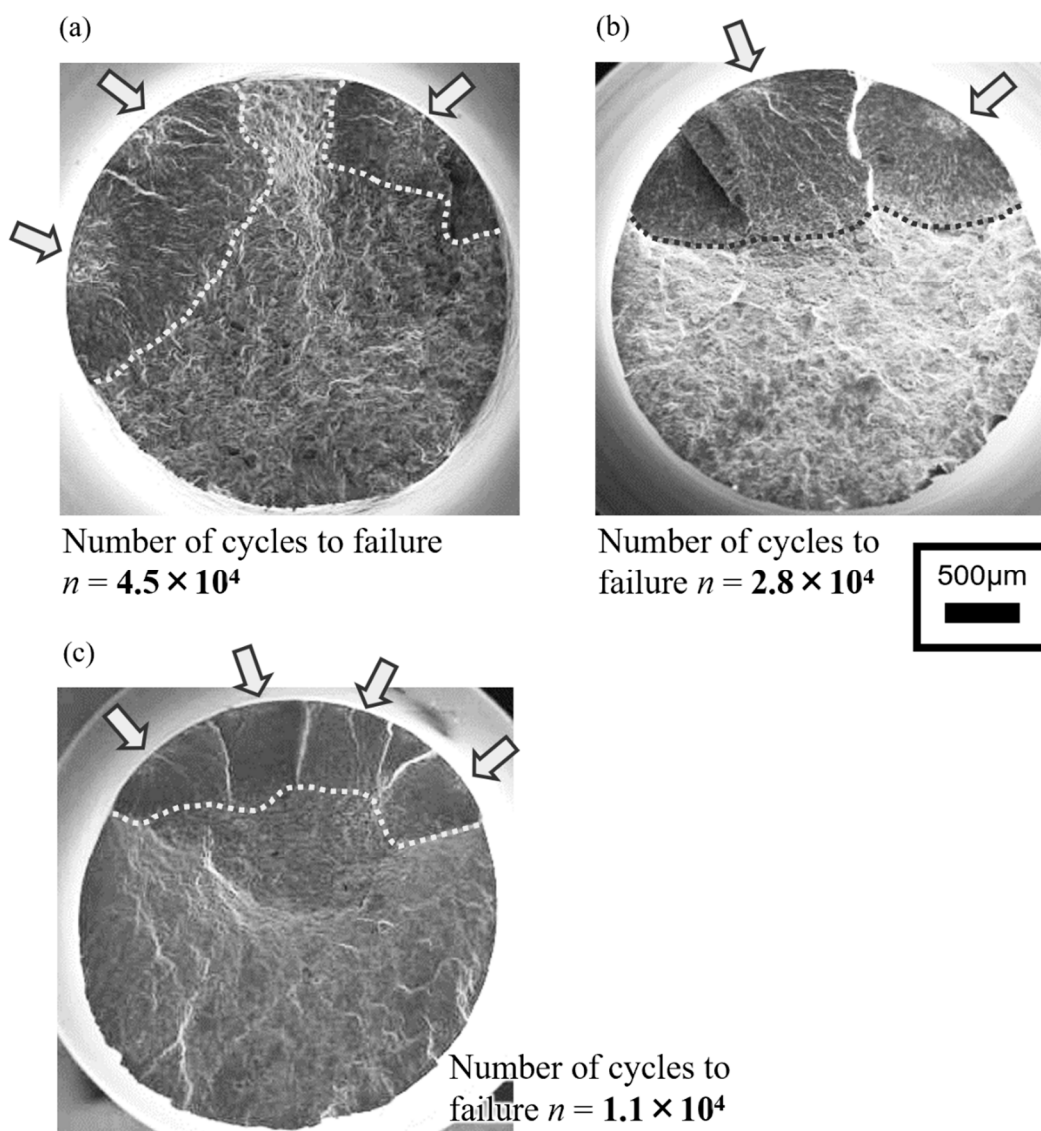 (a)
(b)
Number of cycles to failure
n = 4.5 × 10⁴
Number of cycles to
failure n = 2.8 × 10⁴
500µm
(c)
Number of cycles to
failure n = 1.1 × 10⁴